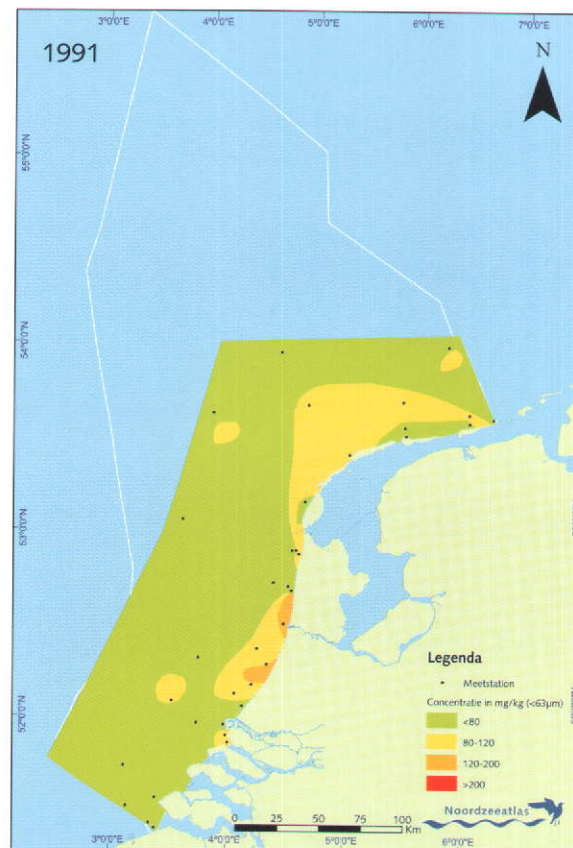 3°0'0"E 4°0'0"E 5°0'0"E 6°0'0"E 7°0'0"E
1991
N
55°0'0"N
54°0'0"N
53°0'0"N
52°0'0"N
Legenda
Meetstation
Concentratie in mg/kg (<63µm)
<80
80-120
120-200
>200
Noordzeeatlas
0 25 50 75 100
Km
3°0'0"E 4°0'0"E 6°0'0"E